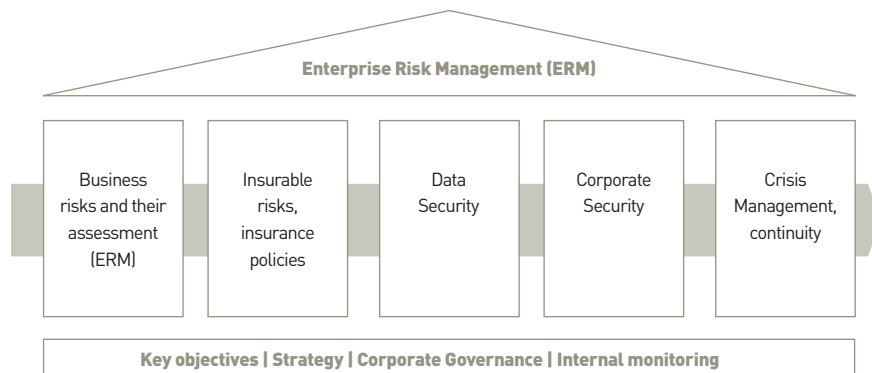 Enterprise Risk Management (ERM)
Business
risks and their
assessment
(ERM)
Insurable
risks,
insurance
policies
Data
Security
Corporate
Security
Crisis
Management,
continuity
Key objectives | Strategy | Corporate Governance | Internal monitoring